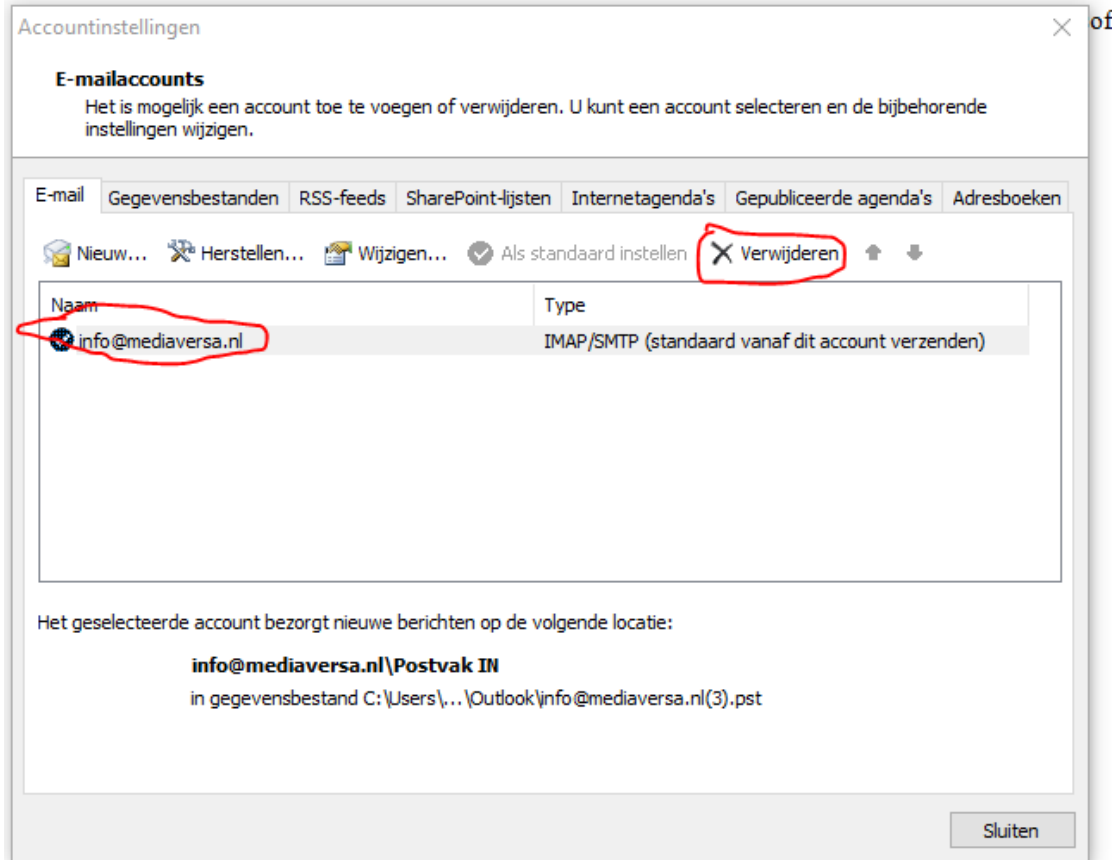 of
Accountinstellingen
E-mailaccounts
Het is mogelijk een account toe te voegen of verwijderen. U kunt een account selecteren en de bijbehorende
instellingen wijzigen.
E-mail Gegevensbestanden RSS-feeds SharePoint-lijsten Internetagenda's Gepubliceerde agenda's Adresboeken
Nieuw... Herstellen... Wijzigen... Als standaard instellen Verwijderen
Naam Type
info@mediaversa.nl IMAP/SMTP (standaard vanaf dit account verzenden)
Het geselecteerde account bezorgt nieuwe berichten op de volgende locatie:
info@mediaversa.nl\Postvak IN
in gegevensbestand C:\Users\...\Outlook\info@mediaversa.nl(3).pst
Sluiten